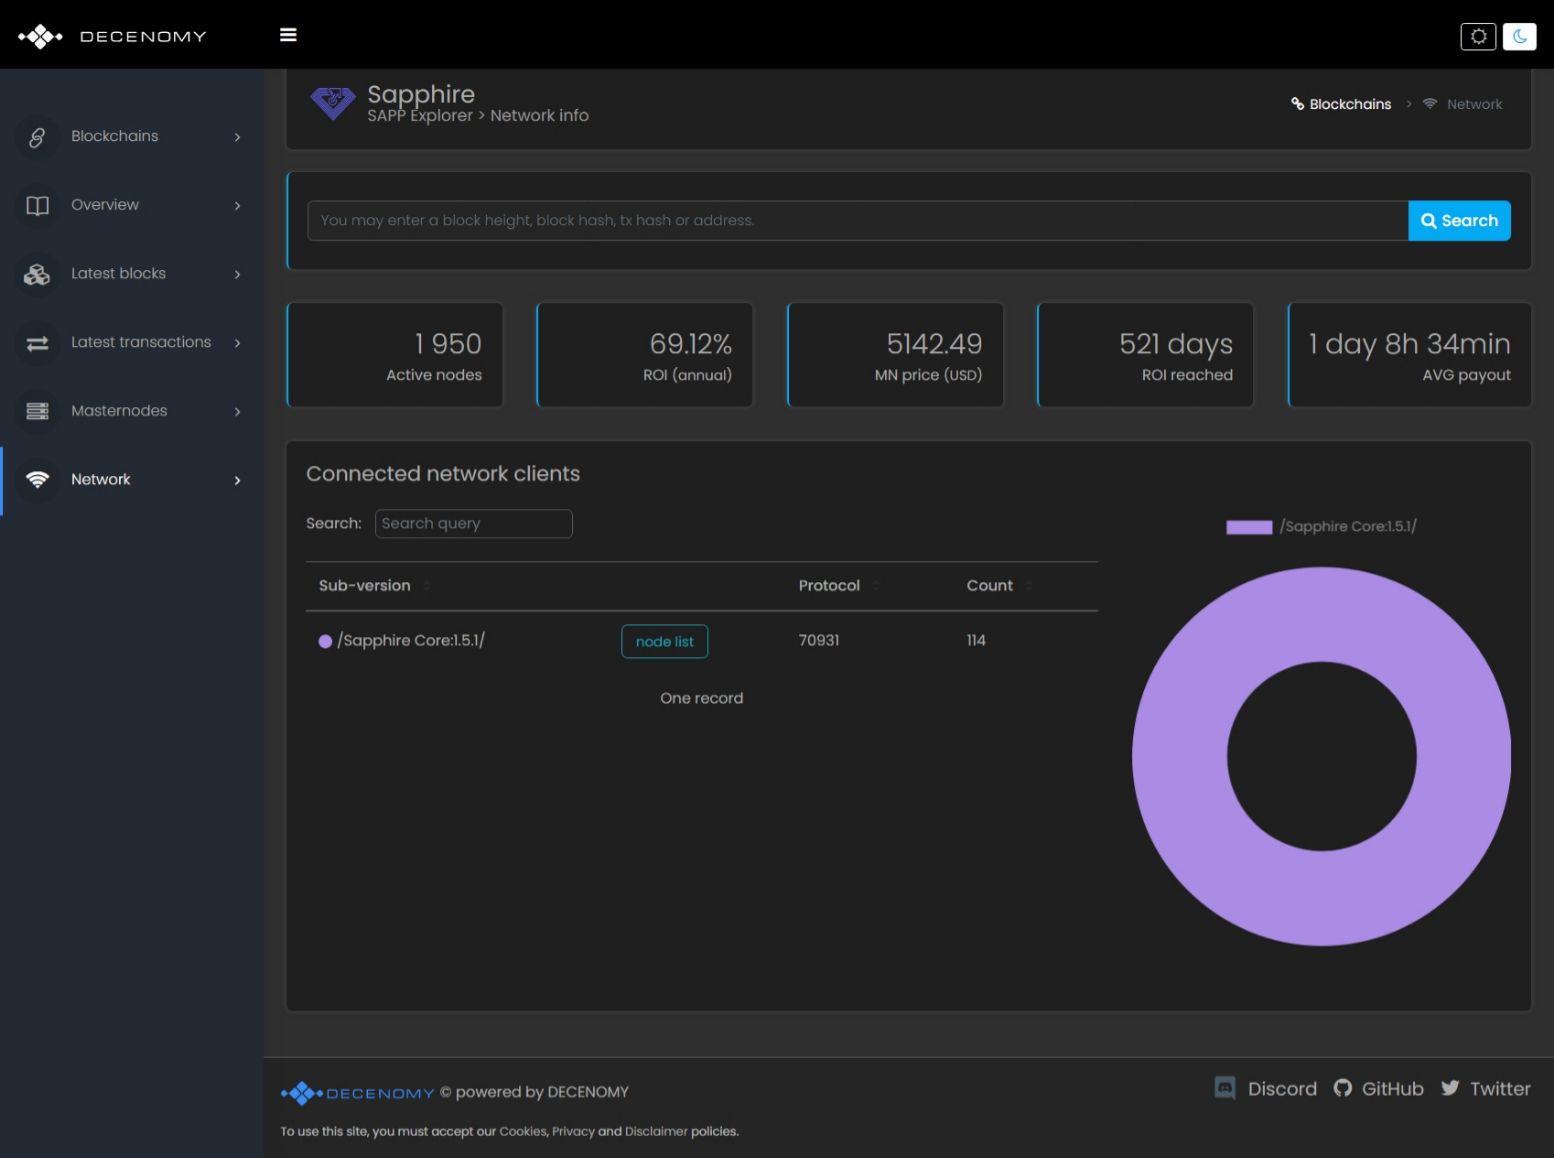 DECENOMY
Blockchains
Overview
Latest blocks
Latest transactions
Masternodes
Network
Sapphire
SAPP Explorer > Network info
Blockchains > Network
You may enter a block height, block hash, tx hash or address.
Search
1 950
Active nodes
69.12%
ROI (annual)
5142.49
MN price (USD)
521 days
ROI reached
1 day 8h 34min
AVG payout
Connected network clients
Search: Search query
Sub-version Protocol Count
/Sapphire Core:1.5.1/ node list 70931 114
One record
/Sapphire Core:1.5.1/
DECENOMY © powered by DECENOMY
Discord GitHub Twitter
To use this site, you must accept our Cookies, Privacy and Disclaimer policies.